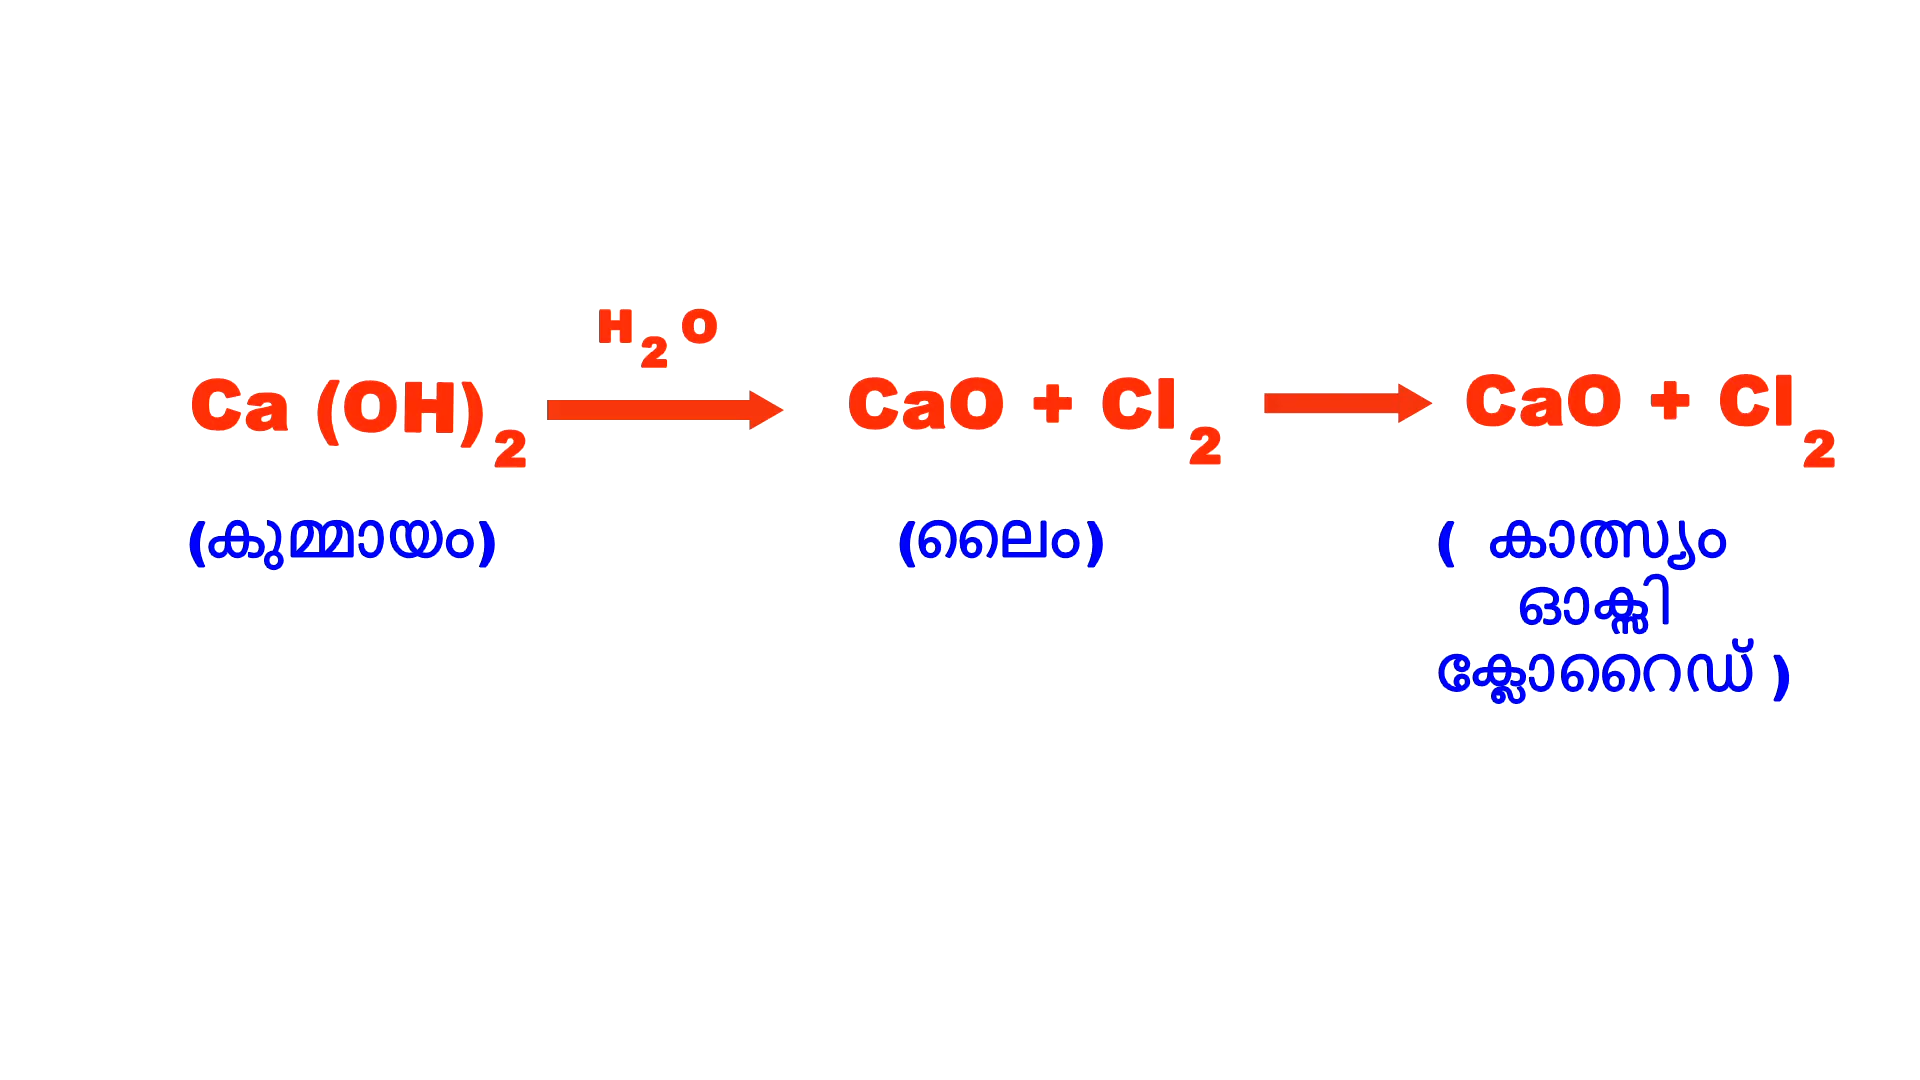 H2O
Ca (OH)2 → CaO + Cl2 → CaO + Cl2
(കുമ്മായം) (ലൈം) ( കാത്സ്യം
ഓക്സി
ക്ലോറൈഡ് )